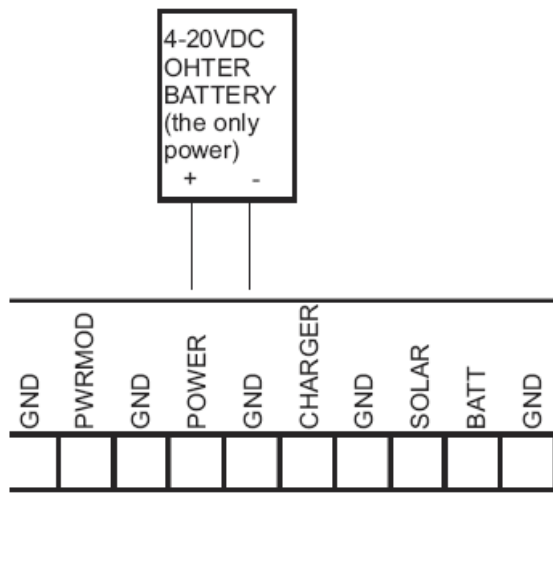 4-20VDC
OHTER
BATTERY
(the only
power)
+ -
GND
PWRMOD
GND
POWER
GND
CHARGER
GND
SOLAR
BATT
GND